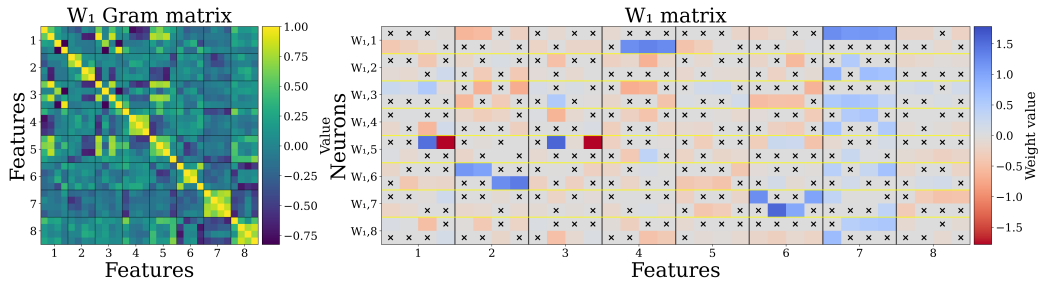 W₁ Gram matrix
Features
1
2
3
4
5
6
7
8
1 2 3 4 5 6 7 8
Features
1.00
0.75
0.50
0.25
0.00
−0.25
−0.50
−0.75
Value
W₁ matrix
Neurons
W₁,1
W₁,2
W₁,3
W₁,4
W₁,5
W₁,6
W₁,7
W₁,8
1 2 3 4 5 6 7 8
Features
1.5
1.0
0.5
0.0
−0.5
−1.0
−1.5
Weight value